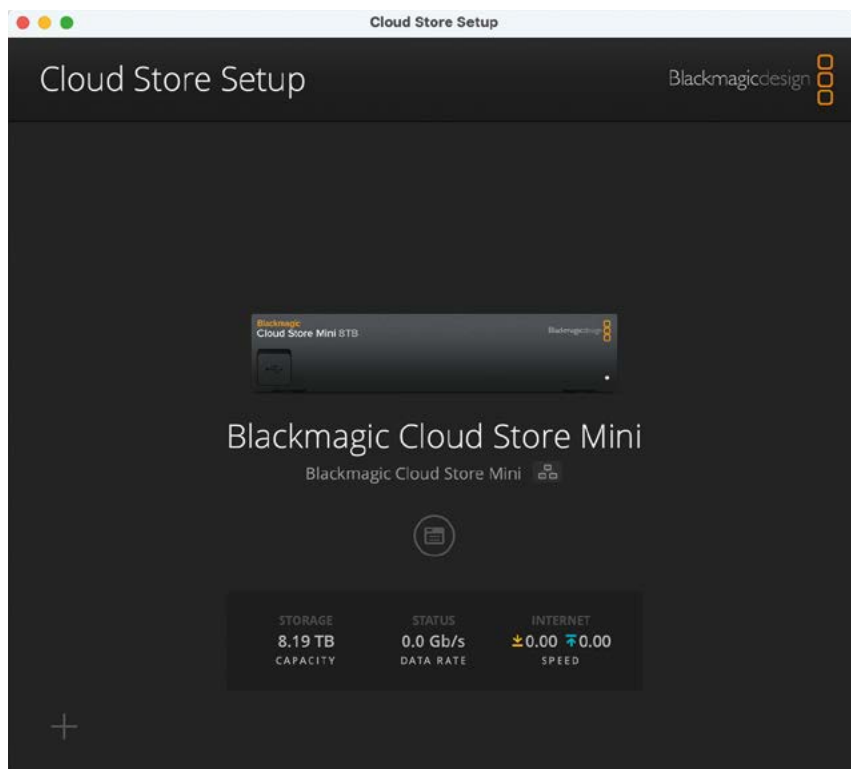 Cloud Store Setup
Cloud Store Setup
Blackmagicdesign
Blackmagic
Cloud Store Mini 8TB
Blackmagicdesign
Blackmagic Cloud Store Mini
Blackmagic Cloud Store Mini
STORAGE STATUS INTERNET
8.19 TB 0.0 Gb/s 0.00 0.00
CAPACITY DATA RATE SPEED